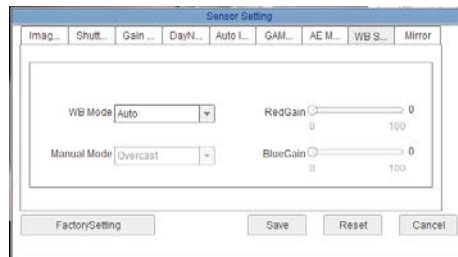 Sensor Setting
Imag... Shutt... Gain ... DayN... Auto I... GAM... AE M... WB S... Mirror
WB Mode Auto RedGain 0
0 100
Manual Mode Overcast BlueGain 0
0 100
FactorySetting Save Reset Cancel